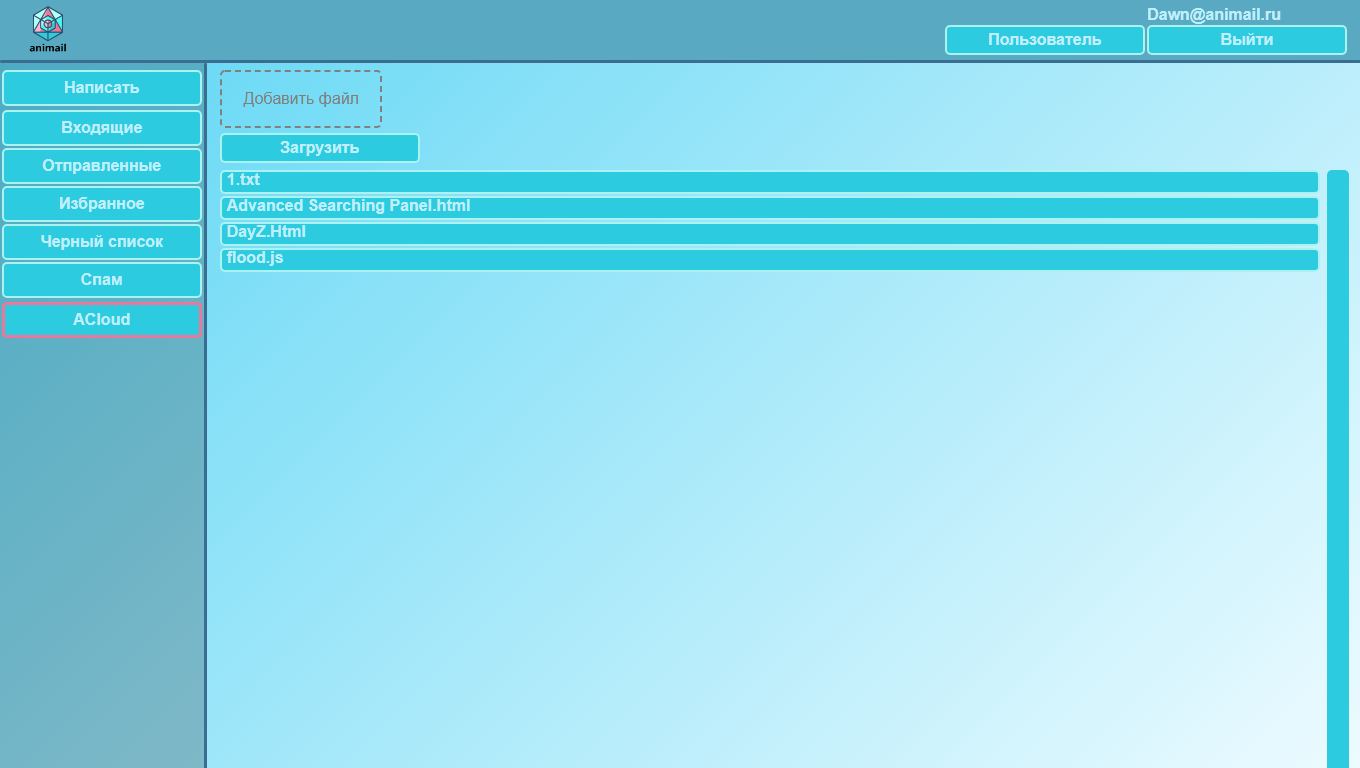 animail
Dawn@animail.ru
Пользователь
Выйти
Написать
Входящие
Отправленные
Избранное
Черный список
Спам
ACloud
Добавить файл
Загрузить
1.txt
Advanced Searching Panel.html
DayZ.Html
flood.js